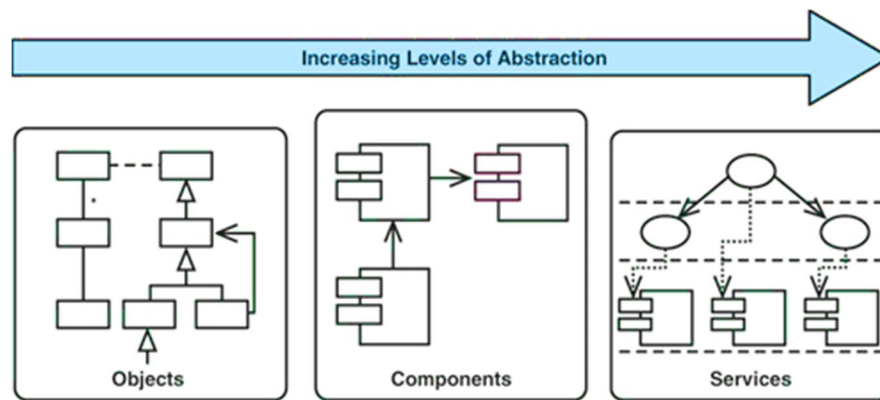 Increasing Levels of Abstraction
Objects
Components
Services